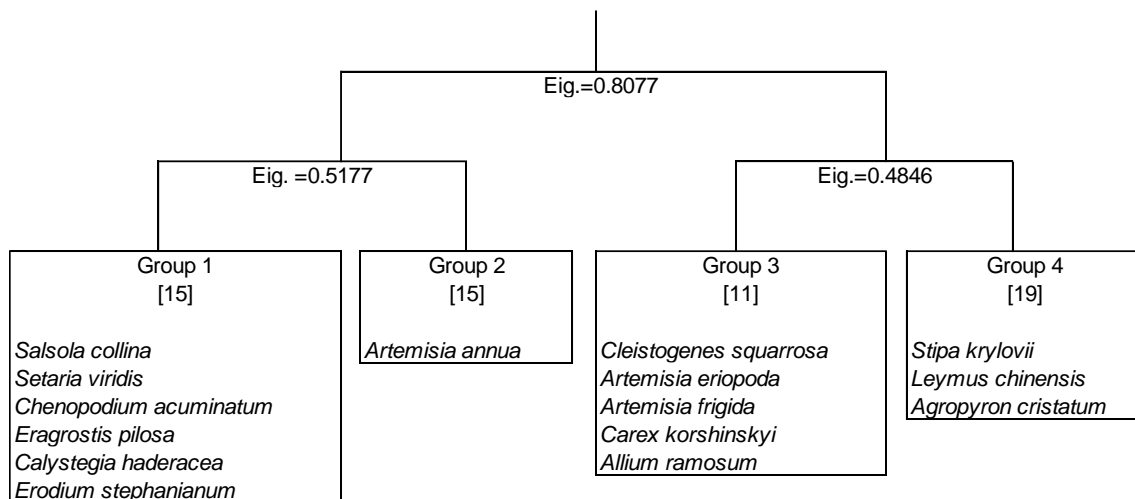 Eig.=0.8077
Eig. =0.5177
Eig.=0.4846
Group 1
[15]
Salsola collina
Setaria viridis
Chenopodium acuminatum
Eragrostis pilosa
Calystegia haderacea
Erodium stephanianum
Group 2
[15]
Artemisia annua
Group 3
[11]
Cleistogenes squarrosa
Artemisia eriopoda
Artemisia frigida
Carex korshinskyi
Allium ramosum
Group 4
[19]
Stipa krylovii
Leymus chinensis
Agropyron cristatum